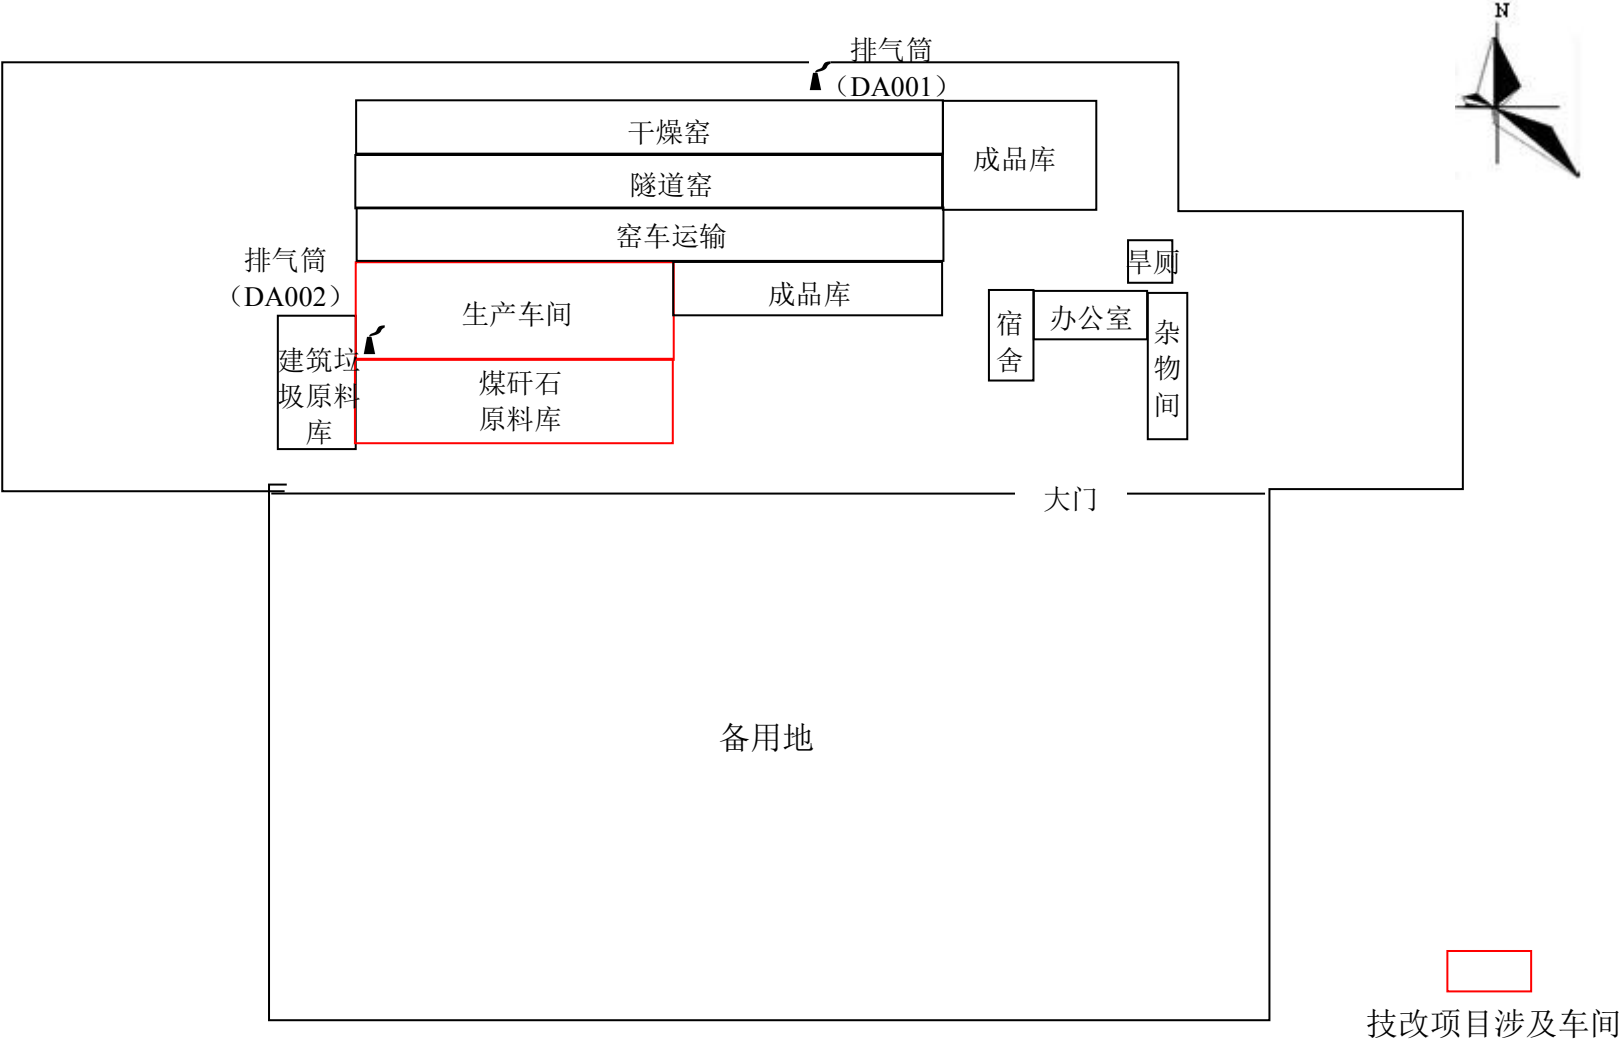 N
排气筒
（DA001）
干燥窑
成品库
隧道窑
窑车运输
排气筒
（DA002）
旱厕
生产车间
成品库
宿
舍
办公室
杂
物
间
建筑垃
圾原料
库
煤矸石
原料库
大门
备用地
技改项目涉及车间